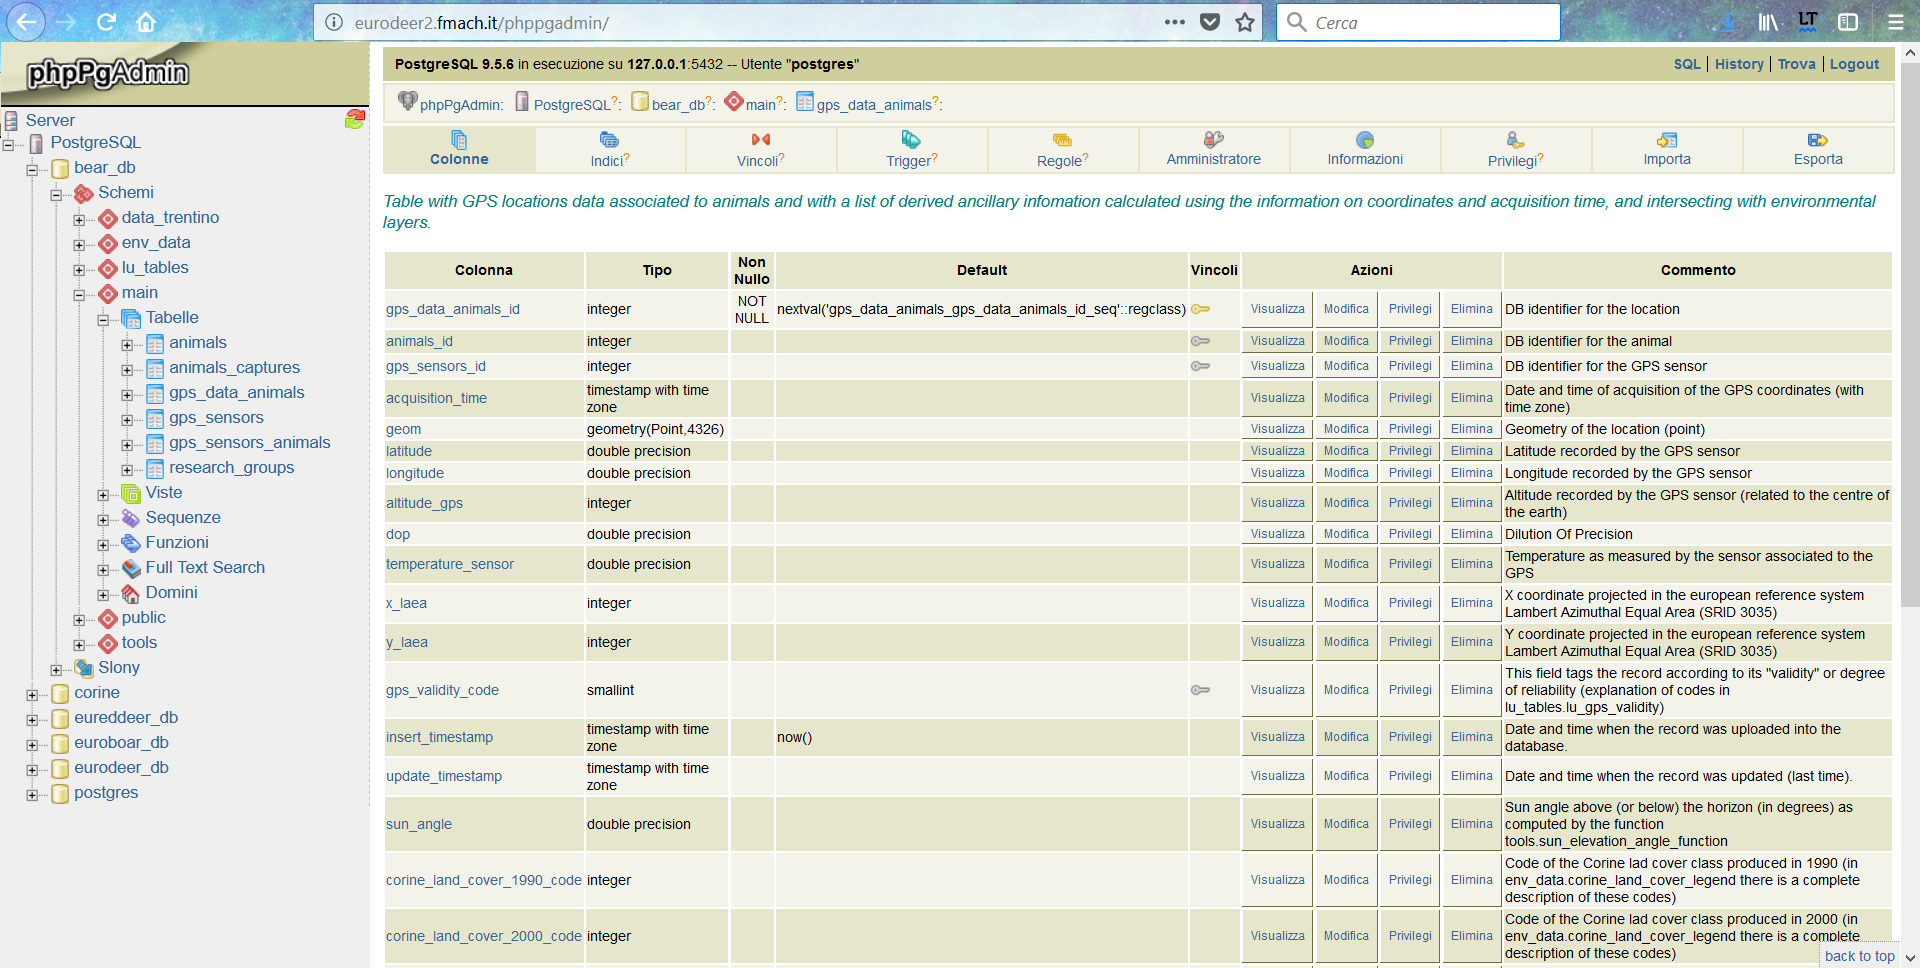 eurodeer2.fmach.it/phppgadmin/
Cerca
phpPgAdmin
Server
PostgreSQL
bear_db
Schemi
data_trentino
env_data
lu_tables
main
Tabelle
animals
animals_captures
gps_data_animals
gps_sensors
gps_sensors_animals
research_groups
Viste
Sequenze
Funzioni
Full Text Search
Domini
public
tools
Slony
corine
eureddeer_db
euroboar_db
eurodeer_db
postgres
PostgreSQL 9.5.6 in esecuzione su 127.0.0.1:5432 -- Utente "postgres"
SQL | History | Trova | Logout
phpPgAdmin: PostgreSQL?: bear_db?: main?: gps_data_animals?:
Colonne Indici? Vincoli? Trigger? Regole? Amministratore Informazioni Privilegi? Importa Esporta
Table with GPS locations data associated to animals and with a list of derived ancillary infomation calculated using the information on coordinates and acquisition time, and intersecting with environmental
layers.
Colonna Tipo Non Nullo Default Vincoli Azioni Commento
gps_data_animals_id integer NOT NULL nextval('gps_data_animals_gps_data_animals_id_seq'::regclass) Visualizza Modifica Privilegi Elimina DB identifier for the location
animals_id integer Visualizza Modifica Privilegi Elimina DB identifier for the animal
gps_sensors_id integer Visualizza Modifica Privilegi Elimina DB identifier for the GPS sensor
acquisition_time timestamp with time zone Visualizza Modifica Privilegi Elimina Date and time of acquisition of the GPS coordinates (with time zone)
geom geometry(Point,4326) Visualizza Modifica Privilegi Elimina Geometry of the location (point)
latitude double precision Visualizza Modifica Privilegi Elimina Latitude recorded by the GPS sensor
longitude double precision Visualizza Modifica Privilegi Elimina Longitude recorded by the GPS sensor
altitude_gps integer Visualizza Modifica Privilegi Elimina Altitude recorded by the GPS sensor (related to the centre of the earth)
dop double precision Visualizza Modifica Privilegi Elimina Dilution Of Precision
temperature_sensor double precision Visualizza Modifica Privilegi Elimina Temperature as measured by the sensor associated to the GPS
x_laea integer Visualizza Modifica Privilegi Elimina X coordinate projected in the european reference system Lambert Azimuthal Equal Area (SRID 3035)
y_laea integer Visualizza Modifica Privilegi Elimina Y coordinate projected in the european reference system Lambert Azimuthal Equal Area (SRID 3035)
gps_validity_code smallint Visualizza Modifica Privilegi Elimina This field tags the record according to its "validity" or degree of reliability (explanation of codes in lu_tables.lu_gps_validity)
insert_timestamp timestamp with time zone now() Visualizza Modifica Privilegi Elimina Date and time when the record was uploaded into the database.
update_timestamp timestamp with time zone Visualizza Modifica Privilegi Elimina Date and time when the record was updated (last time).
sun_angle double precision Visualizza Modifica Privilegi Elimina Sun angle above (or below) the horizon (in degrees) as computed by the function tools.sun_elevation_angle_function
corine_land_cover_1990_code integer Visualizza Modifica Privilegi Elimina Code of the Corine lad cover class produced in 1990 (in env_data.corine_land_cover_legend there is a complete description of these codes)
corine_land_cover_2000_code integer Visualizza Modifica Privilegi Elimina Code of the Corine lad cover class produced in 2000 (in env_data.corine_land_cover_legend there is a complete description of these codes)
back to top